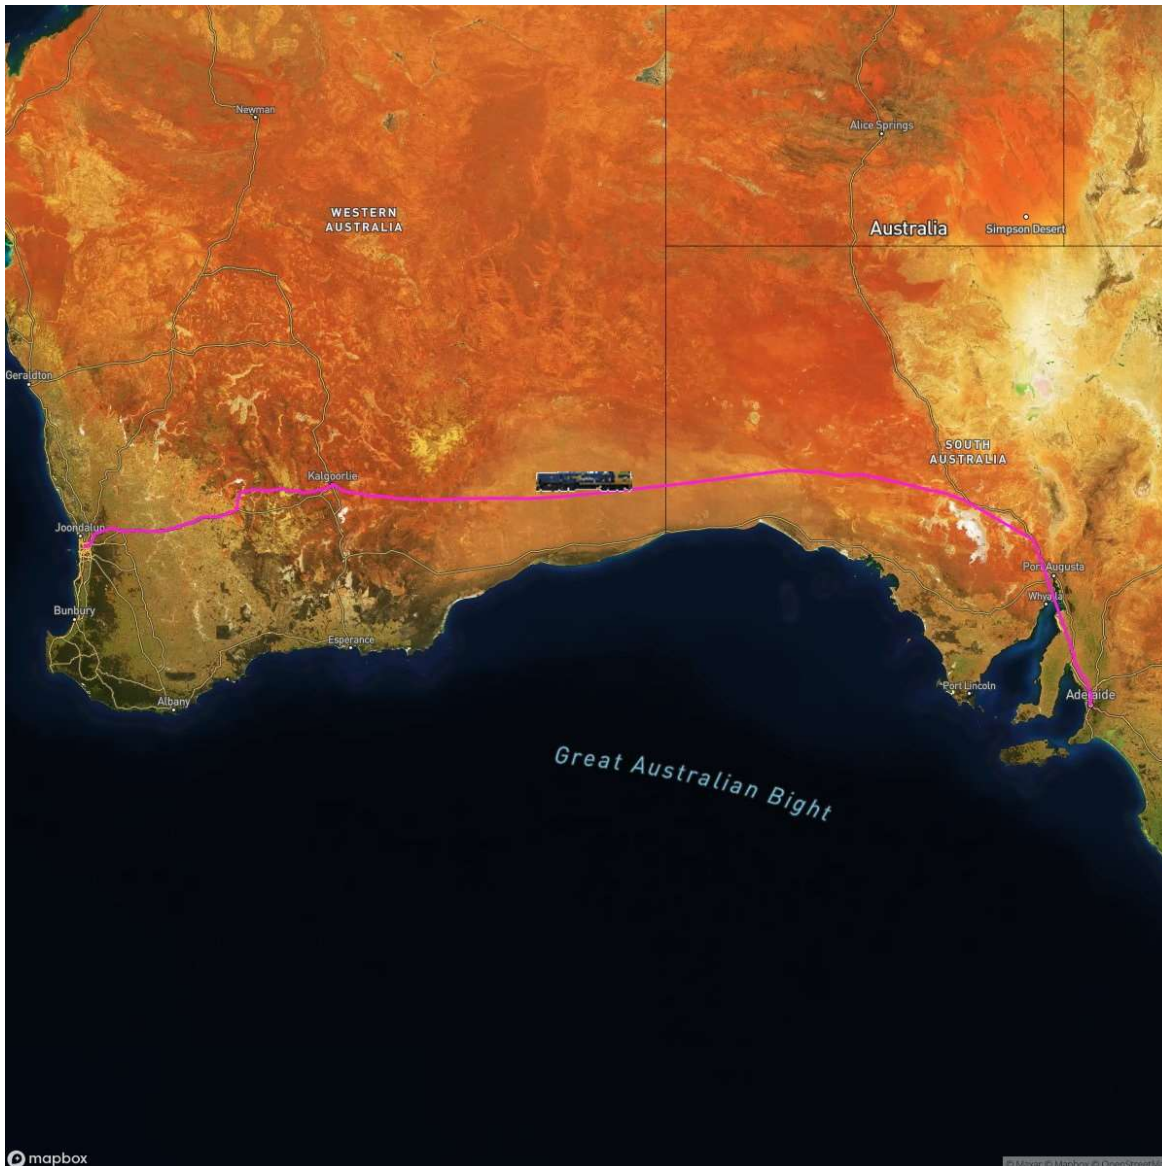 Newman
Alice Springs
WESTERN
AUSTRALIA
Australia
Simpson Desert
Geraldton
SOUTH
AUSTRALIA
Kalgoorlie
Joondalup
Port Augusta
Whyalla
Bunbury
Esperance
Port Lincoln
Adelaide
Albany
Great Australian Bight
mapbox